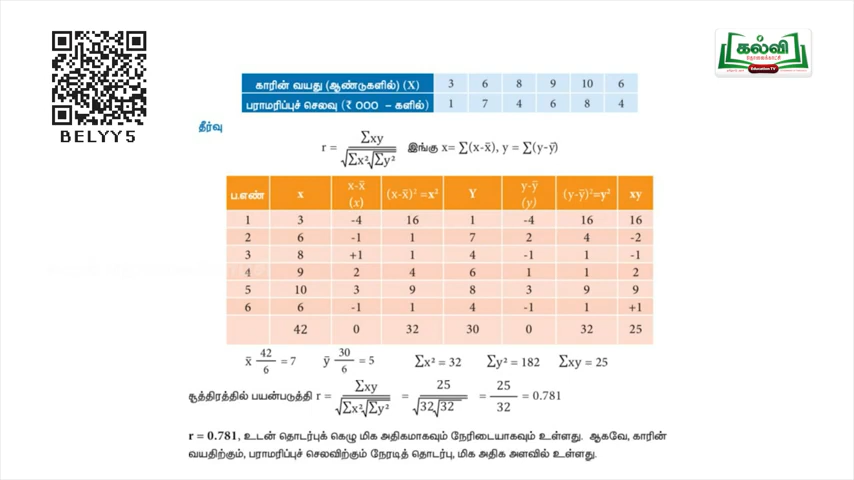 BELYY5
கல்வி
தொலைக்காட்சி
Education TV
காரின் வயது (ஆண்டுகளில்) (X) 3 6 8 9 10 6
பராமரிப்புச் செலவு (₹ 000 – களில்) 1 7 4 6 8 4
தீர்வு
r = Σxy / √Σx²√Σy² இங்கு x= ∑(x-x̄), y = ∑(y-ȳ)
ப.எண் x x-x̄ (x) (x-x̄)² =x² Y y-ȳ (y) (y-ȳ)²=y² xy
1 3 -4 16 1 -4 16 16
2 6 -1 1 7 2 4 -2
3 8 +1 1 4 -1 1 -1
4 9 2 4 6 1 1 2
5 10 3 9 8 3 9 9
6 6 -1 1 4 -1 1 +1
42 0 32 30 0 32 25
x̄ 42/6 = 7 ȳ 30/6 = 5 Σx² = 32 Σy² = 182 Σxy = 25
சூத்திரத்தில் பயன்படுத்தி r = Σxy / √Σx²√Σy² = 25 / √32√32 = 25/32 = 0.781
r = 0.781, உடன் தொடர்புக் கெழு மிக அதிகமாகவும் நேரிடையாகவும் உள்ளது. ஆகவே, காரின்
வயதிற்கும், பராமரிப்புச் செலவிற்கும் நேரடித் தொடர்பு, மிக அதிக அளவில் உள்ளது.